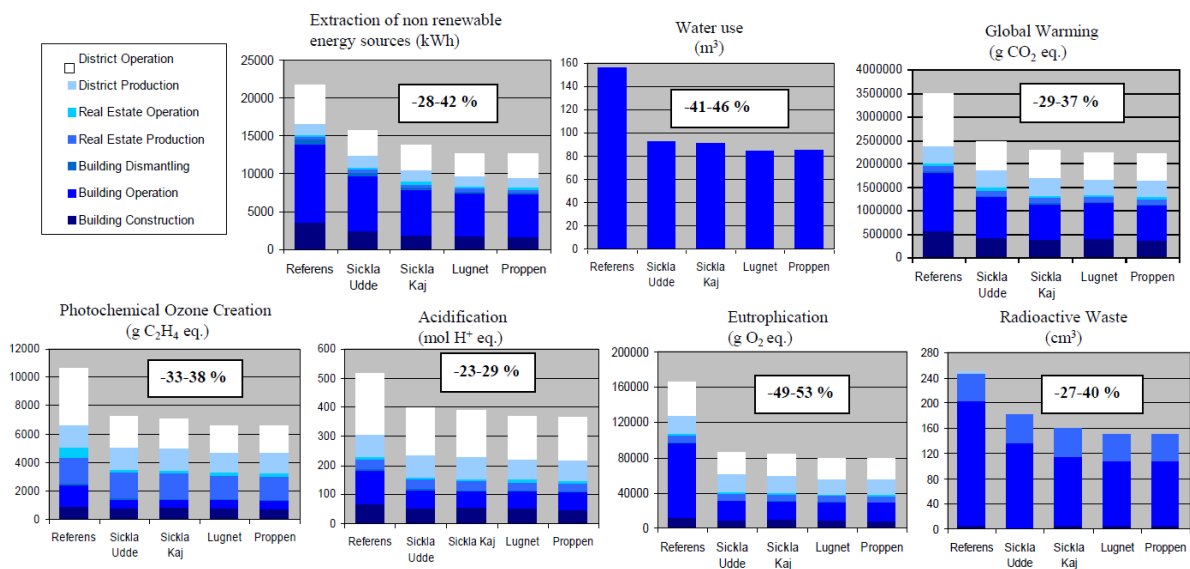 District Operation
District Production
Real Estate Operation
Real Estate Production
Building Dismantling
Building Operation
Building Construction
Extraction of non renewable
energy sources (kWh)
25000
20000
15000
10000
5000
0
-28-42 %
Referens
Sickla
Udde
Sickla
Kaj
Lugnet
Proppen
Water use
(m³)
160
140
120
100
80
60
40
20
0
-41-46 %
Referens
Sickla
Udde
Sickla
Kaj
Lugnet
Proppen
Global Warming
(g CO₂ eq.)
4000000
3500000
3000000
2500000
2000000
1500000
1000000
500000
0
-29-37 %
Referens
Sickla
Udde
Sickla
Kaj
Lugnet
Proppen
Photochemical Ozone Creation
(g C₂H₄ eq.)
12000
10000
8000
6000
4000
2000
0
-33-38 %
Referens
Sickla
Udde
Sickla
Kaj
Lugnet
Proppen
Acidification
(mol H⁺ eq.)
600
500
400
300
200
100
0
-23-29 %
Referens
Sickla
Udde
Sickla Kaj
Lugnet
Proppen
Eutrophication
(g O₂ eq.)
200000
160000
120000
80000
40000
0
-49-53 %
Referens
Sickla
Udde
Sickla
Kaj
Lugnet
Proppen
Radioactive Waste
(cm³)
280
240
200
160
120
80
40
0
-27-40 %
Referens
Sickla
Udde
Sickla
Kaj
Lugnet
Proppen